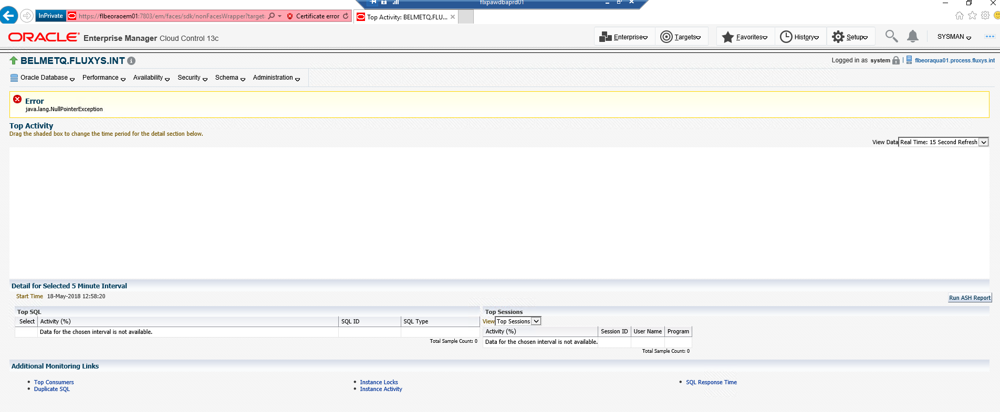 flxpawdbaprd01
InPrivate https://flbeoraoem01:7803/em/faces/sdk/nonFacesWrapper?target: Certificate error Top Activity: BELMETQ.FLU...
ORACLE Enterprise Manager Cloud Control 13c Enterprise Targets Favorites History Setup SYSMAN
BELMETQ.FLUXYS.INT Logged in as system | flbeoraqua01.process.fluxys.int
Oracle Database Performance Availability Security Schema Administration
Error
java.lang.NullPointerException
Top Activity
Drag the shaded box to change the time period for the detail section below.
View Data Real Time: 15 Second Refresh
Detail for Selected 5 Minute Interval
Start Time 18-May-2018 12:58:20 Run ASH Report
Top SQL
Select Activity (%) SQL ID SQL Type
Data for the chosen interval is not available.
Total Sample Count: 0
Top Sessions
View Top Sessions
Activity (%) Session ID User Name Program
Data for the chosen interval is not available.
Total Sample Count: 0
Additional Monitoring Links
• Top Consumers • Instance Locks • SQL Response Time
• Duplicate SQL • Instance Activity